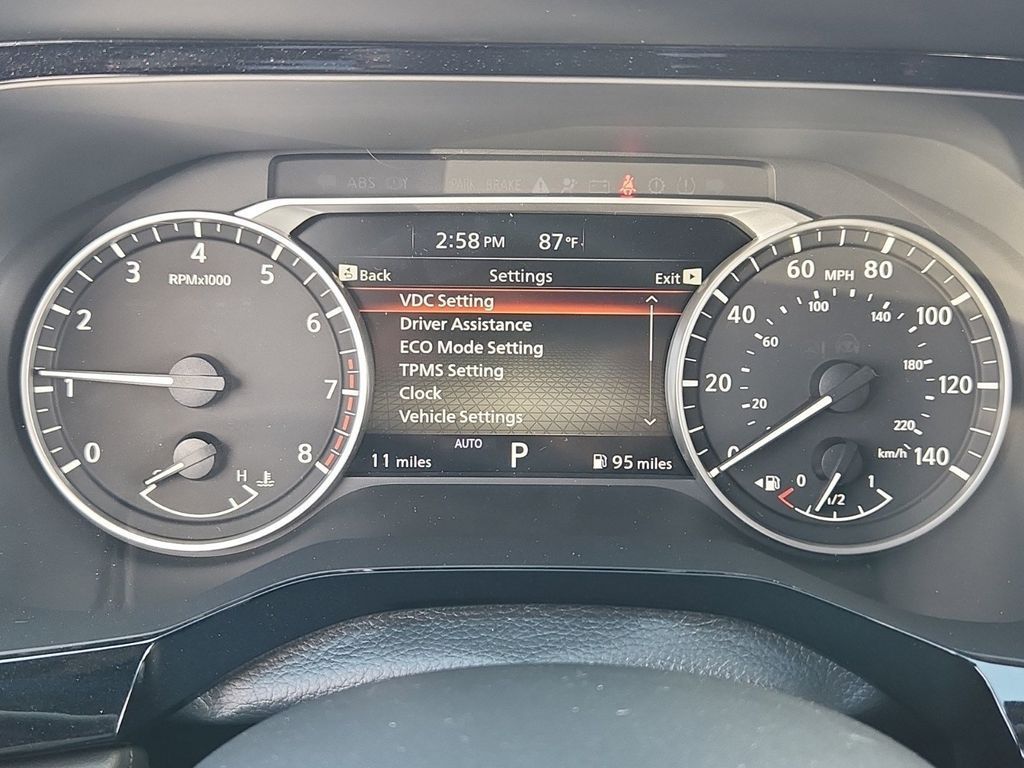 ABS
PARK BRAKE
2:58 PM 87°F
Back Settings Exit
VDC Setting
Driver Assistance
ECO Mode Setting
TPMS Setting
Clock
Vehicle Settings
AUTO
11 miles P 95 miles
RPMx1000
0 1 2 3 4 5 6 7 8
H
MPH
0 20 40 60 80 100 120 140
20 60 100 140 180 220
km/h
0 1/2 1